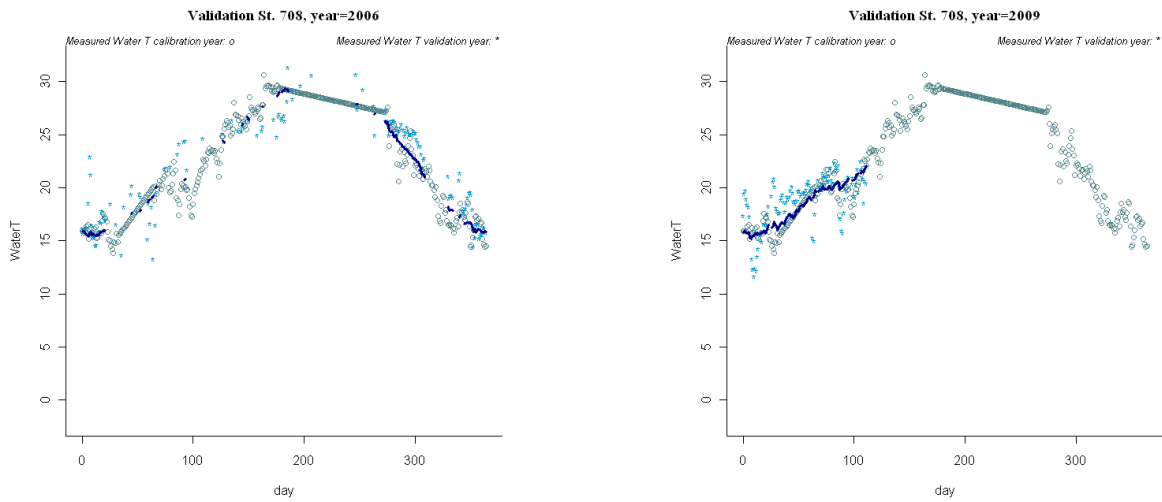 Validation St. 708, year=2006
Measured Water T calibration year: o
Measured Water T validation year: *
30
25
20
15
10
5
0
WaterT
0
100
200
300
day
Validation St. 708, year=2009
Measured Water T calibration year: o
Measured Water T validation year: *
30
25
20
15
10
5
0
WaterT
0
100
200
300
day